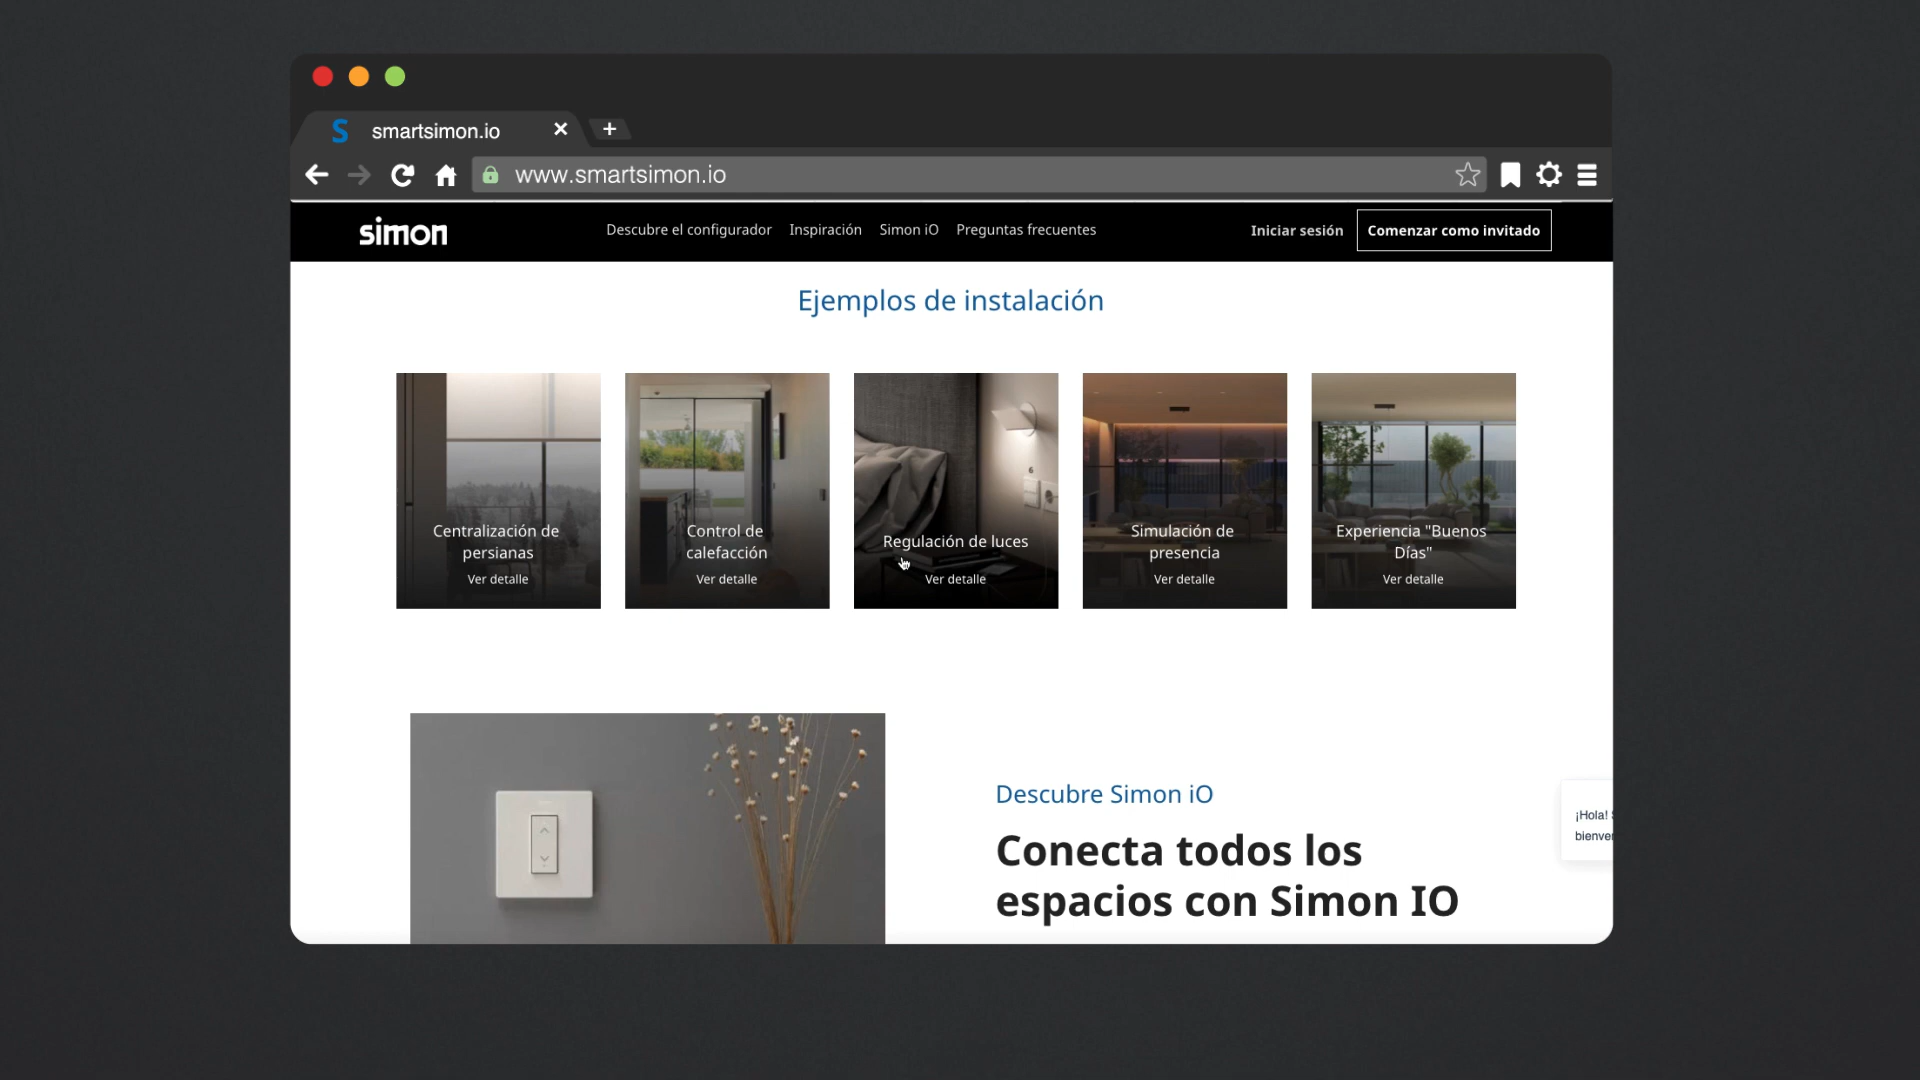 smartsimon.io
www.smartsimon.io
simon
Descubre el configurador Inspiración Simon iO Preguntas frecuentes Iniciar sesión Comenzar como invitado
Ejemplos de instalación
Centralización de
persianas
Ver detalle
Control de
calefacción
Ver detalle
Regulación de luces
Ver detalle
Simulación de
presencia
Ver detalle
Experiencia "Buenos
Días"
Ver detalle
Descubre Simon iO
Conecta todos los
espacios con Simon IO
¡Hola!